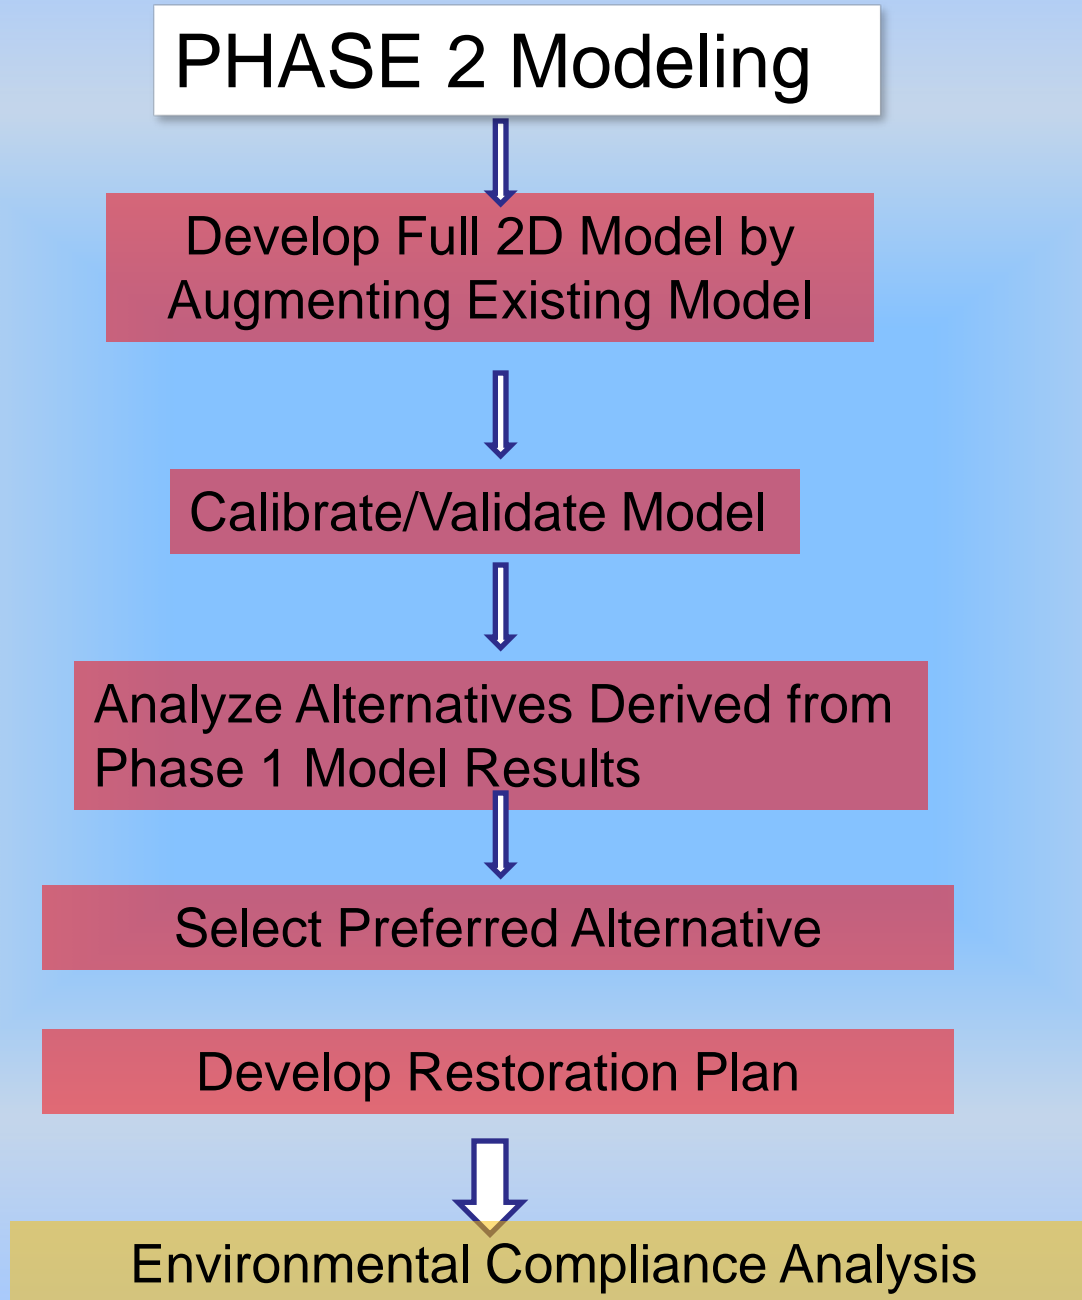 PHASE 2 Modeling
Develop Full 2D Model by
Augmenting Existing Model
Calibrate/Validate Model
Analyze Alternatives Derived from
Phase 1 Model Results
Select Preferred Alternative
Develop Restoration Plan
Environmental Compliance Analysis